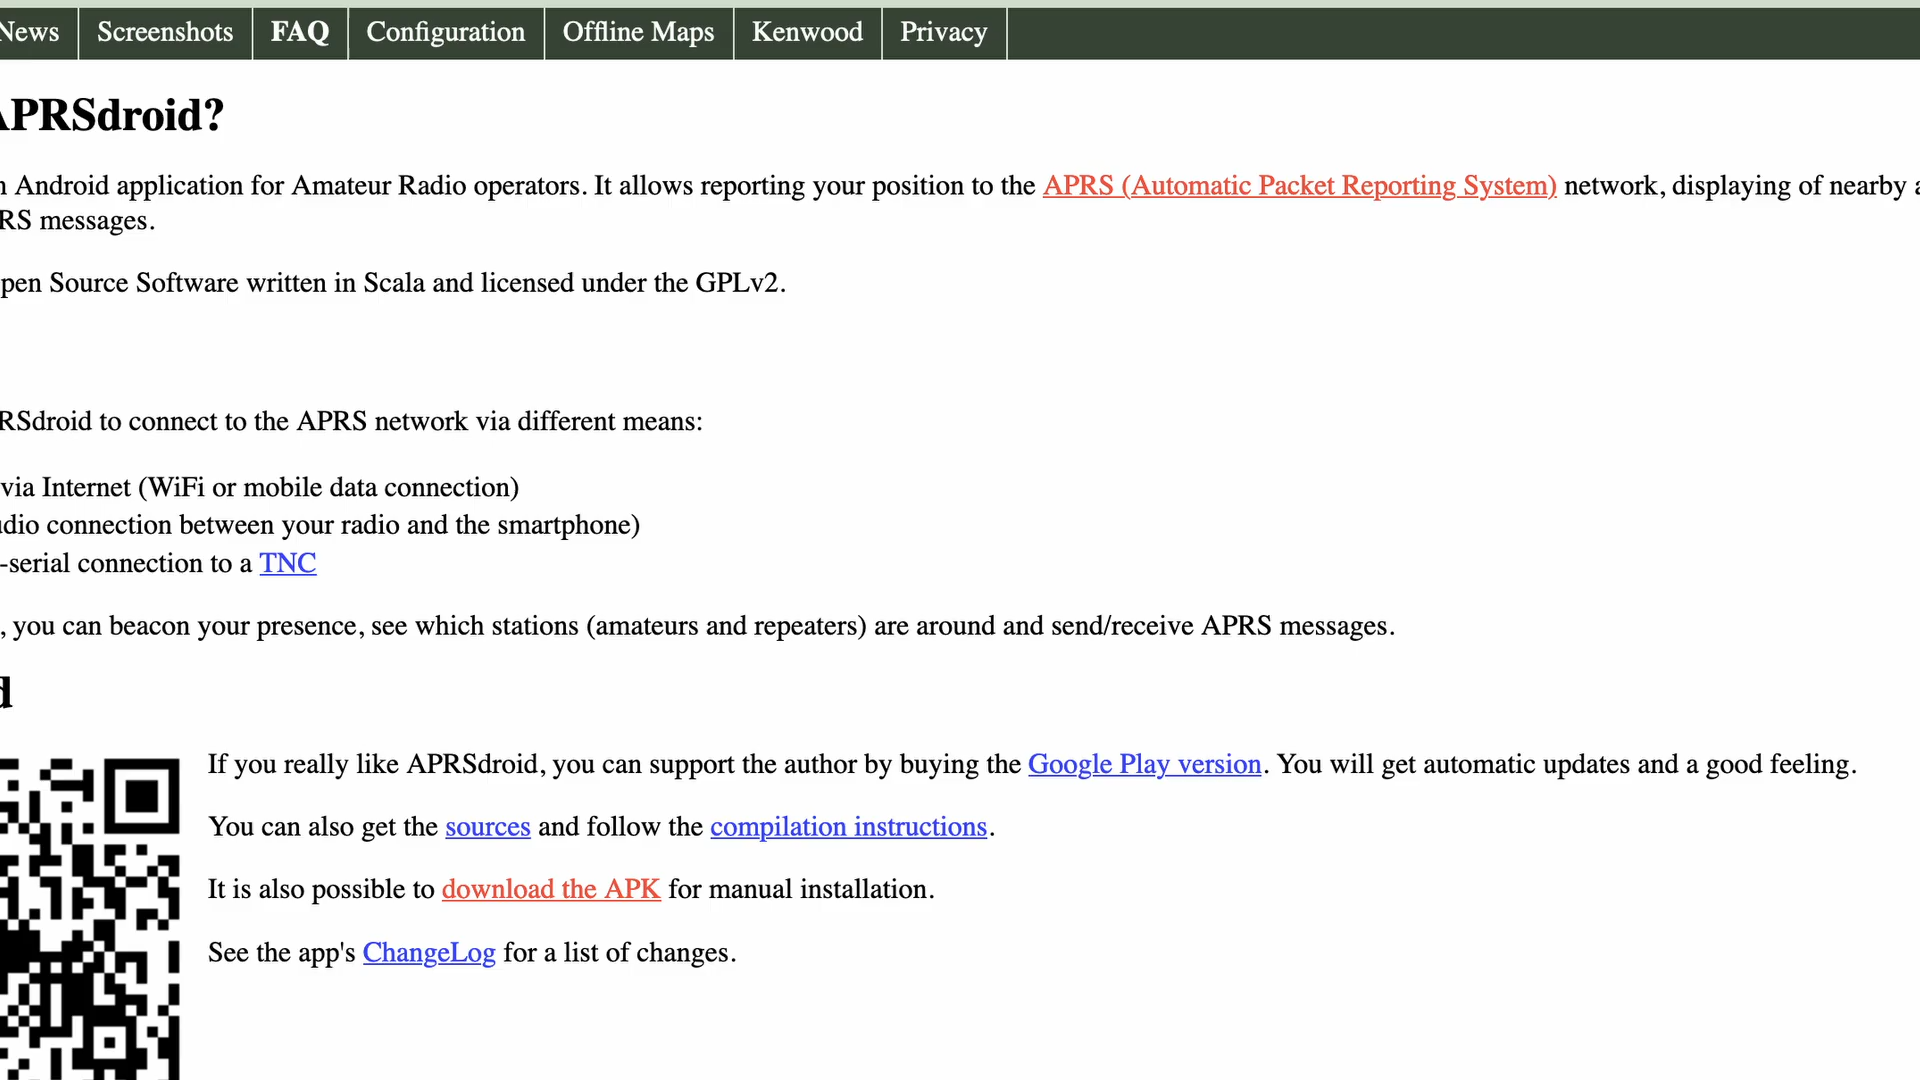 News Screenshots FAQ Configuration Offline Maps Kenwood Privacy
APRSdroid?
Android application for Amateur Radio operators. It allows reporting your position to the APRS (Automatic Packet Reporting System) network, displaying of nearby
RS messages.
pen Source Software written in Scala and licensed under the GPLv2.
RSdroid to connect to the APRS network via different means:
via Internet (WiFi or mobile data connection)
dio connection between your radio and the smartphone)
-serial connection to a TNC
, you can beacon your presence, see which stations (amateurs and repeaters) are around and send/receive APRS messages.
d
If you really like APRSdroid, you can support the author by buying the Google Play version. You will get automatic updates and a good feeling.
You can also get the sources and follow the compilation instructions.
It is also possible to download the APK for manual installation.
See the app's ChangeLog for a list of changes.